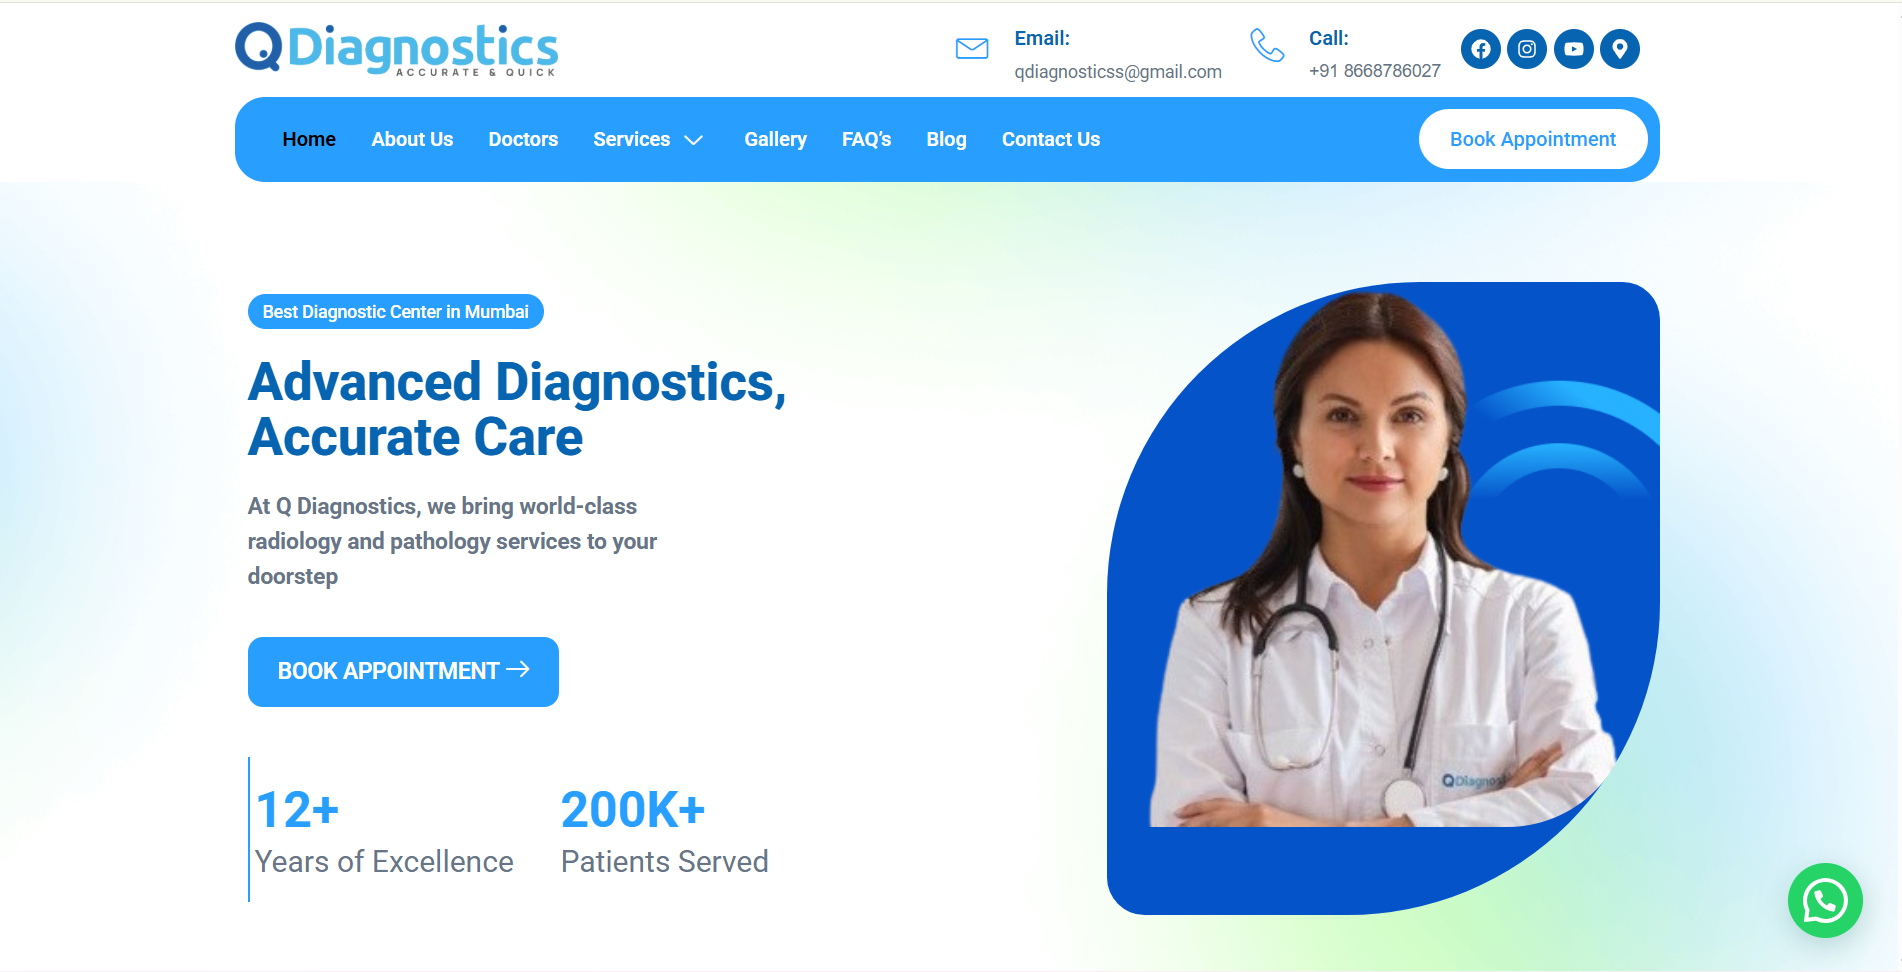 Q Diagnostics
ACCURATE & QUICK
Email:
qdiagnosticss@gmail.com
Call:
+91 8668786027
Home
About Us
Doctors
Services
Gallery
FAQ's
Blog
Contact Us
Book Appointment
Best Diagnostic Center in Mumbai
Advanced Diagnostics,
Accurate Care
At Q Diagnostics, we bring world-class
radiology and pathology services to your
doorstep
BOOK APPOINTMENT
12+
Years of Excellence
200K+
Patients Served